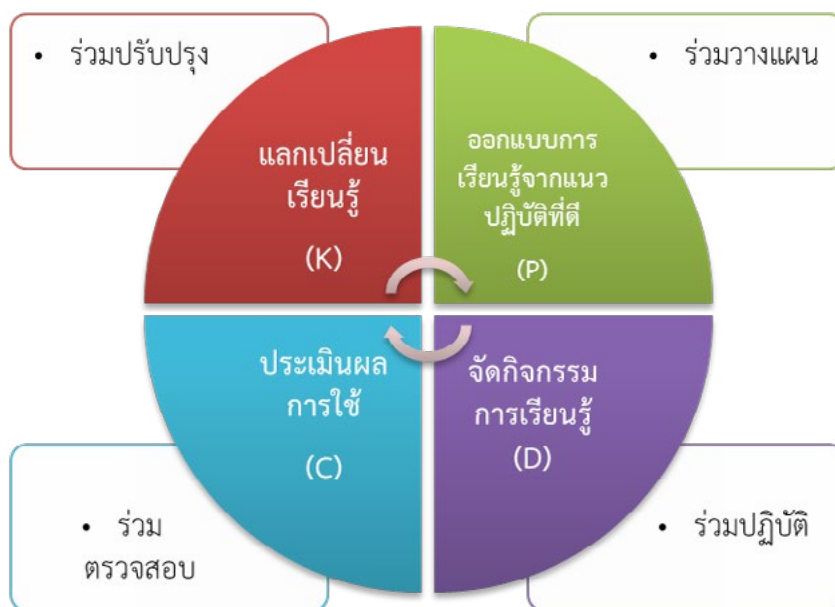 • ร่วมปรับปรุง
• ร่วมวางแผน
แลกเปลี่ยน
เรียนรู้
(K)
ออกแบบการ
เรียนรู้จากแนว
ปฏิบัติที่ดี
(P)
ประเมินผล
การใช้
(C)
จัดกิจกรรม
การเรียนรู้
(D)
• ร่วม
ตรวจสอบ
• ร่วมปฏิบัติ